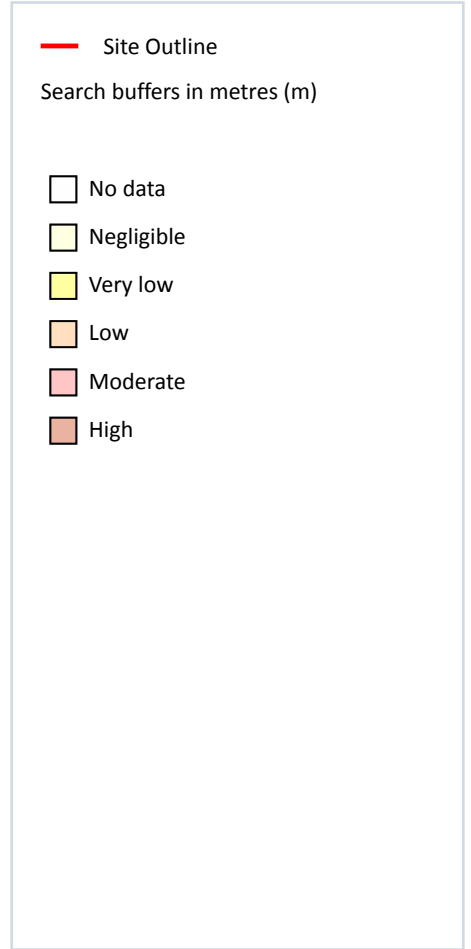 Site Outline
Search buffers in metres (m)
No data
Negligible
Very low
Low
Moderate
High